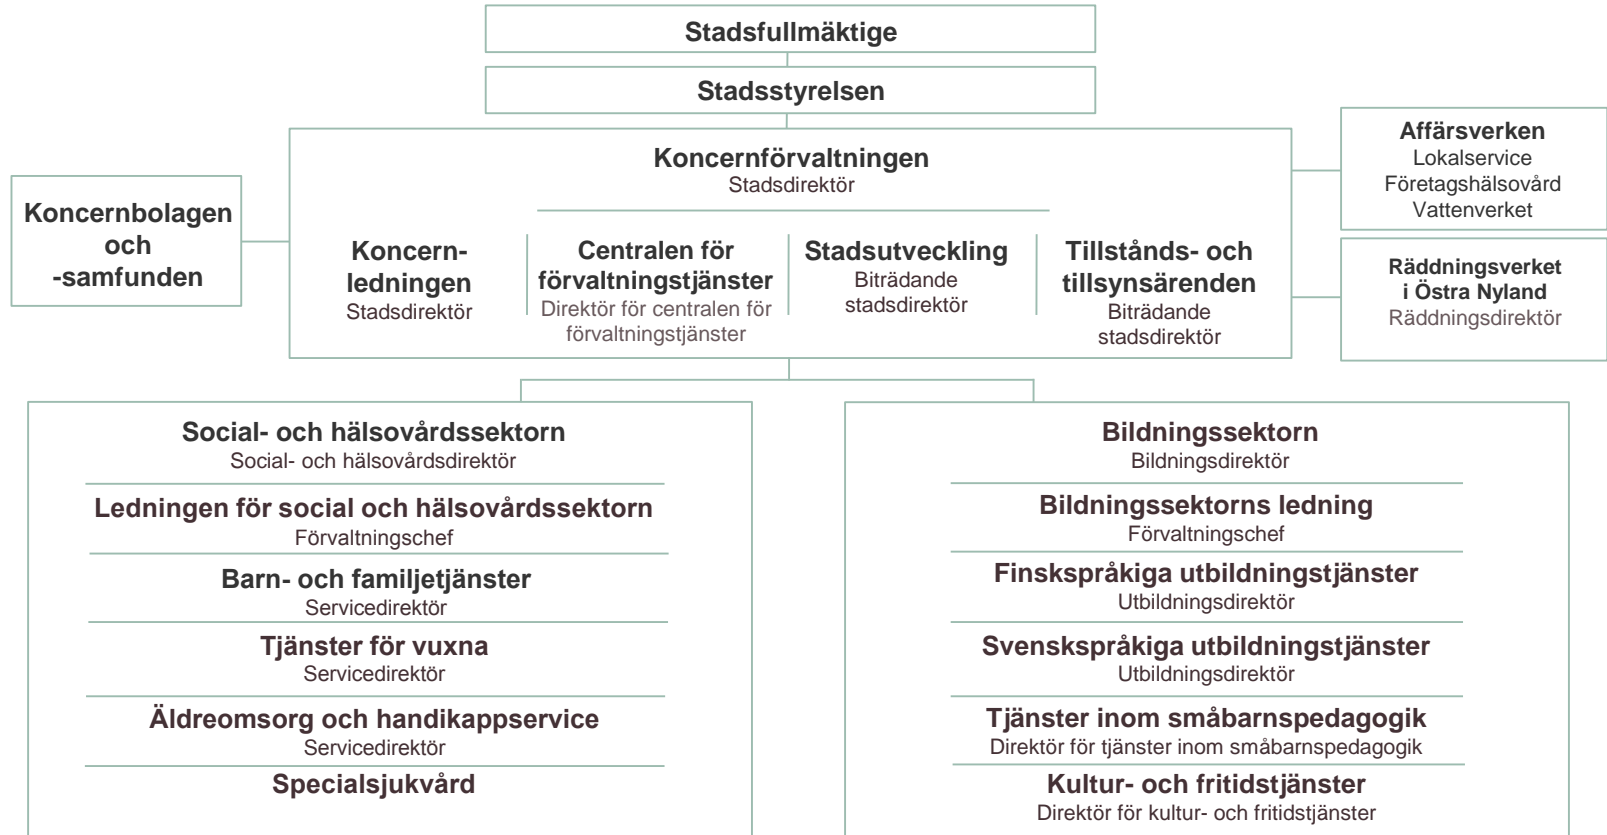 Stadsfullmäktige
Stadsstyrelsen
Koncernförvaltningen
Stadsdirektör
Koncern-
ledningen
Stadsdirektör
Centralen för
förvaltningstjänster
Direktör för centralen för
förvaltningstjänster
Stadsutveckling
Biträdande
stadsdirektör
Tillstånds- och
tillsynsärenden
Biträdande
stadsdirektör
Koncernbolagen
och
-samfunden
Affärsverken
Lokalservice
Företagshälsovård
Vattenverket
Räddningsverket
i Östra Nyland
Räddningsdirektör
Social- och hälsovårdssektorn
Social- och hälsovårdsdirektör
Ledningen för social och hälsovårdssektorn
Förvaltningschef
Barn- och familjetjänster
Servicedirektör
Tjänster för vuxna
Servicedirektör
Äldreomsorg och handikappservice
Servicedirektör
Specialsjukvård
Bildningssektorn
Bildningsdirektör
Bildningssektorns ledning
Förvaltningschef
Finskspråkiga utbildningstjänster
Utbildningsdirektör
Svenskspråkiga utbildningstjänster
Utbildningsdirektör
Tjänster inom småbarnspedagogik
Direktör för tjänster inom småbarnspedagogik
Kultur- och fritidstjänster
Direktör för kultur- och fritidstjänster